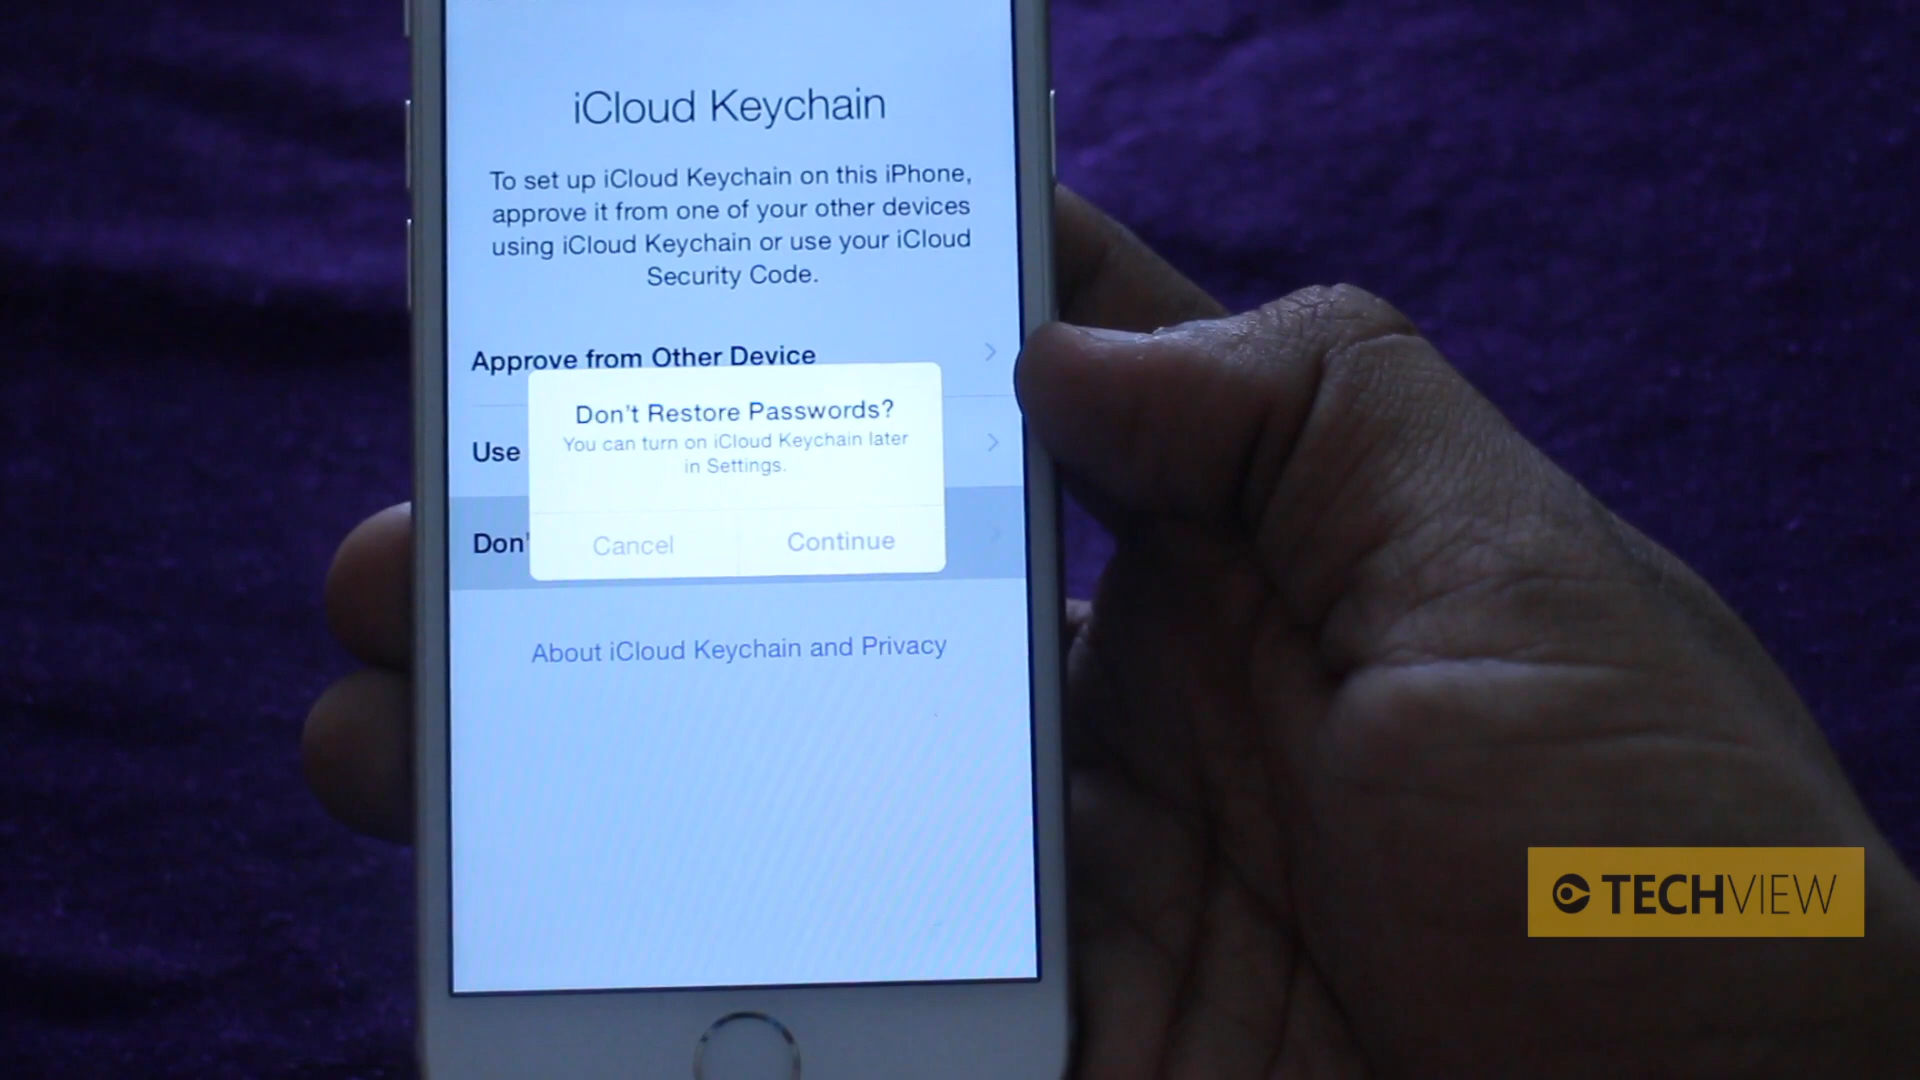 iCloud Keychain
To set up iCloud Keychain on this iPhone,
approve it from one of your other devices
using iCloud Keychain or use your iCloud
Security Code.
Approve from Other Device
Don't Restore Passwords?
You can turn on iCloud Keychain later
in Settings.
Use
Cancel Continue
Don'
About iCloud Keychain and Privacy
TECHVIEW